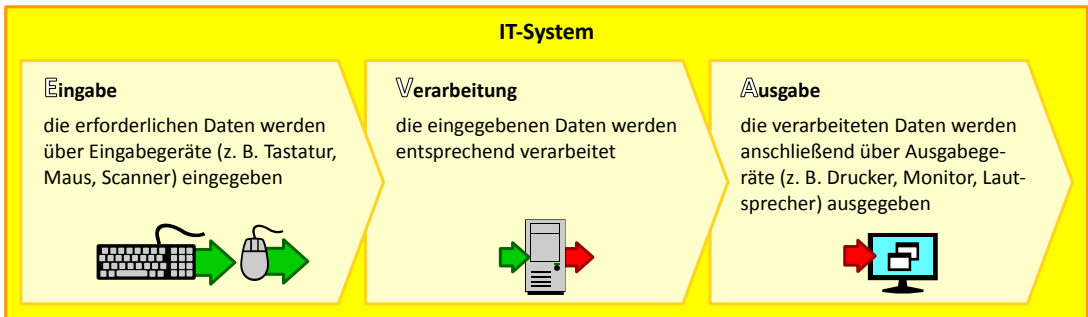 IT-System
Eingabe
die erforderlichen Daten werden
über Eingabegeräte (z. B. Tastatur,
Maus, Scanner) eingegeben
Verarbeitung
die eingegebenen Daten werden
entsprechend verarbeitet
Ausgabe
die verarbeiteten Daten werden
anschließend über Ausgabege-
räte (z. B. Drucker, Monitor, Laut-
sprecher) ausgegeben